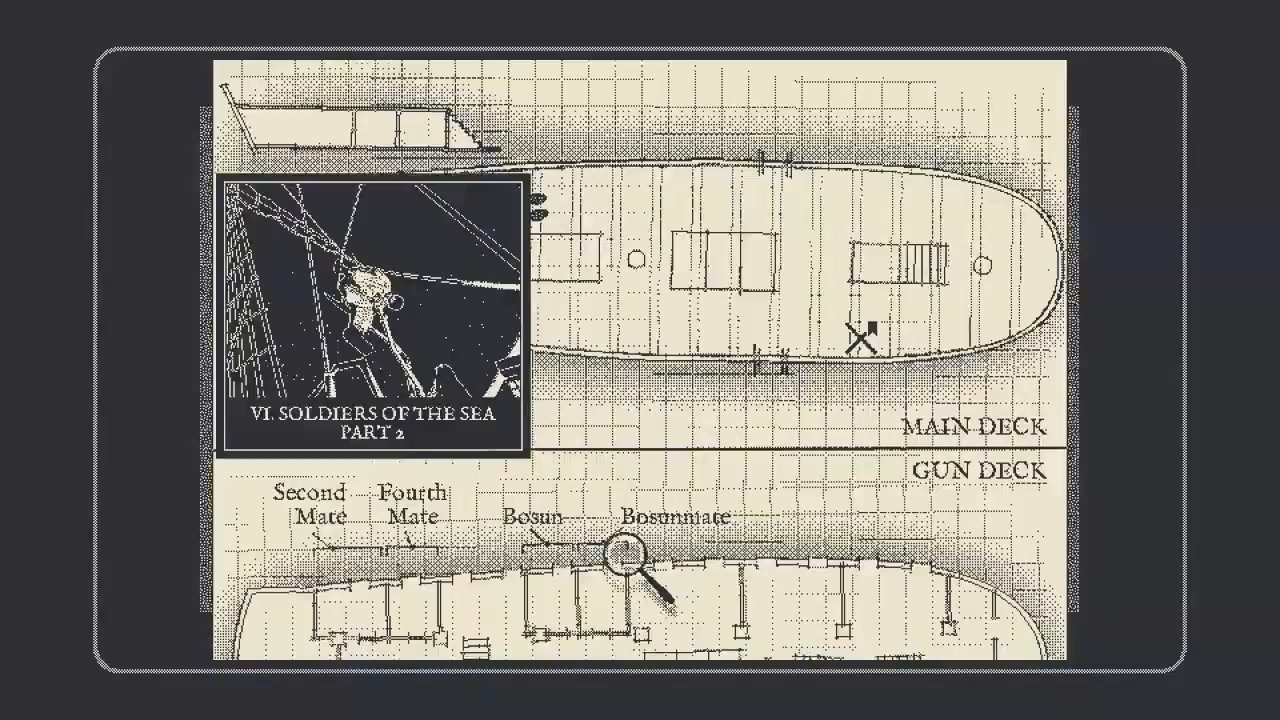 VI. SOLDIERS OF THE SEA
PART 2
MAIN DECK
GUN DECK
Second Mate
Fourth Mate
Bosun
Bosunmate